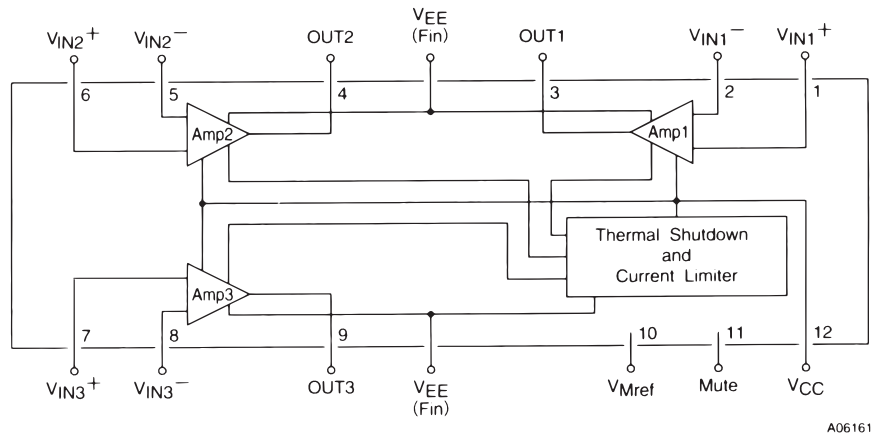 VIN2+ VIN2− OUT2 VEE (Fin) OUT1 VIN1− VIN1+
6 5 4 3 2 1
Amp2 Amp1
Thermal Shutdown
and
Current Limiter
Amp3
7 8 9 10 11 12
VIN3+ VIN3− OUT3 VEE (Fin) VMref Mute VCC
A06161